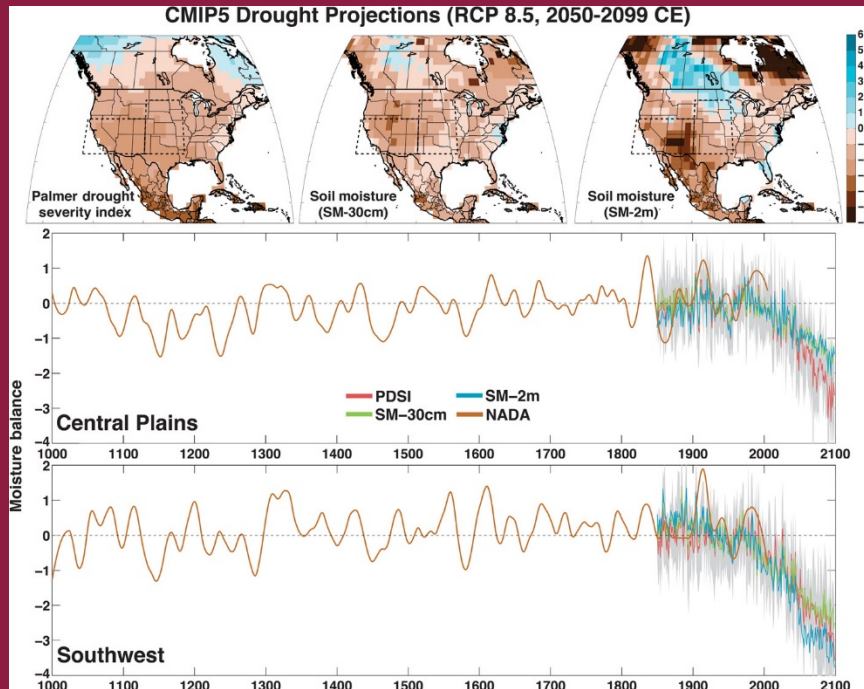 CMIP5 Drought Projections (RCP 8.5, 2050-2099 CE)
Palmer drought
severity index
Soil moisture
(SM-30cm)
Soil moisture
(SM-2m)
6
5
4
3
2
1
0
Moisture balance
2
1
0
−1
−2
−3
−4
PDSI
SM−2m
SM−30cm
NADA
Central Plains
1000 1100 1200 1300 1400 1500 1600 1700 1800 1900 2000 2100
2
1
0
−1
−2
−3
−4
Southwest
1000 1100 1200 1300 1400 1500 1600 1700 1800 1900 2000 2100